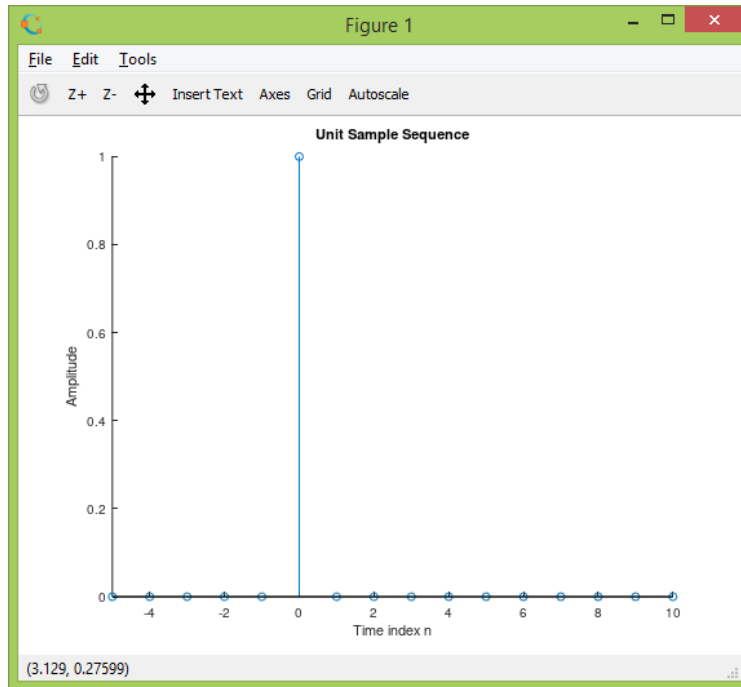 Figure 1
File Edit Tools
Z+ Z- Insert Text Axes Grid Autoscale
Unit Sample Sequence
1
0.8
0.6
0.4
0.2
0
Amplitude
-4 -2 0 2 4 6 8 10
Time index n
(3.129, 0.27599)